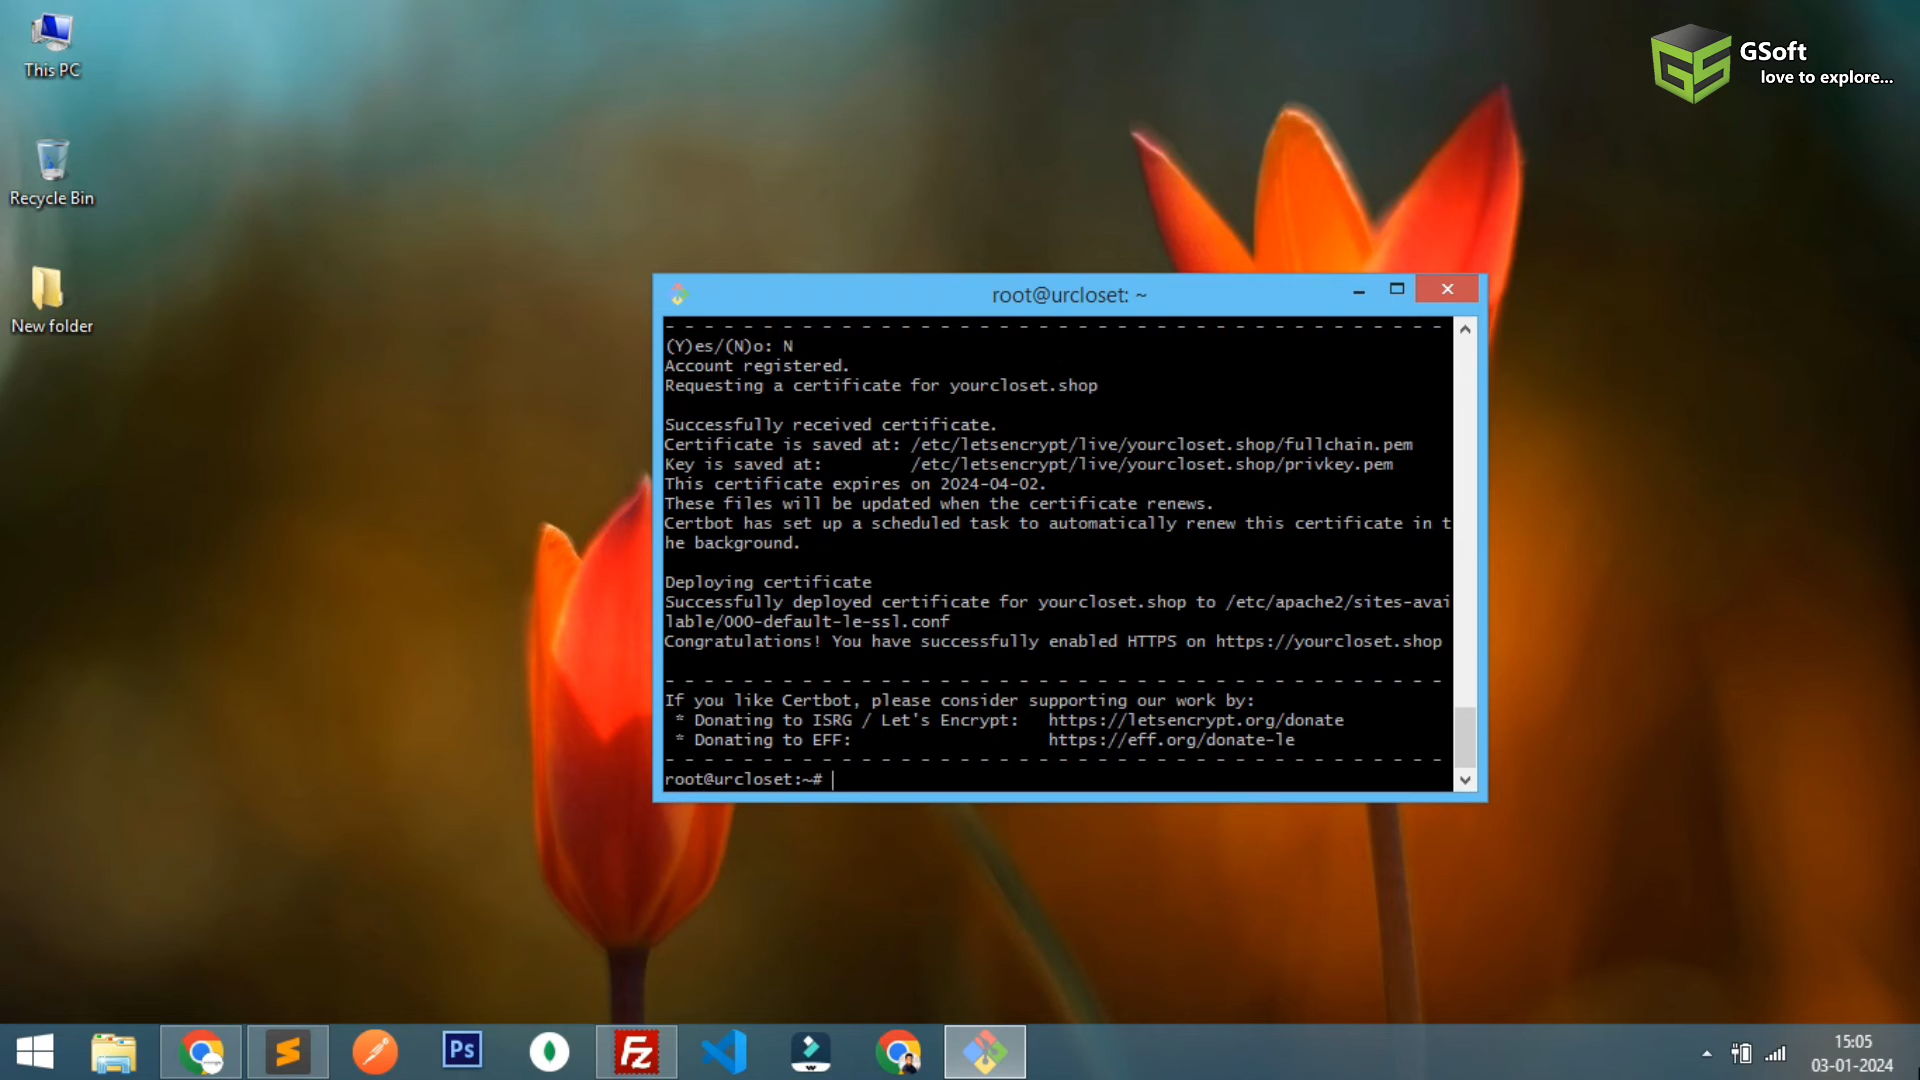 This PC
Recycle Bin
New folder
GSoft
love to explore...
root@urcloset: ~
- - - - - - - - - - - - - - - - - - - - - - - - - - - - - - - - - - - - - - - -
(Y)es/(N)o: N
Account registered.
Requesting a certificate for yourcloset.shop
Successfully received certificate.
Certificate is saved at: /etc/letsencrypt/live/yourcloset.shop/fullchain.pem
Key is saved at:         /etc/letsencrypt/live/yourcloset.shop/privkey.pem
This certificate expires on 2024-04-02.
These files will be updated when the certificate renews.
Certbot has set up a scheduled task to automatically renew this certificate in t
he background.
Deploying certificate
Successfully deployed certificate for yourcloset.shop to /etc/apache2/sites-avai
lable/000-default-le-ssl.conf
Congratulations! You have successfully enabled HTTPS on https://yourcloset.shop
- - - - - - - - - - - - - - - - - - - - - - - - - - - - - - - - - - - - - - - -
If you like Certbot, please consider supporting our work by:
 * Donating to ISRG / Let's Encrypt:   https://letsencrypt.org/donate
 * Donating to EFF:                    https://eff.org/donate-le
- - - - - - - - - - - - - - - - - - - - - - - - - - - - - - - - - - - - - - - -
root@urcloset:~#
Ps
Fz
15:05
03-01-2024